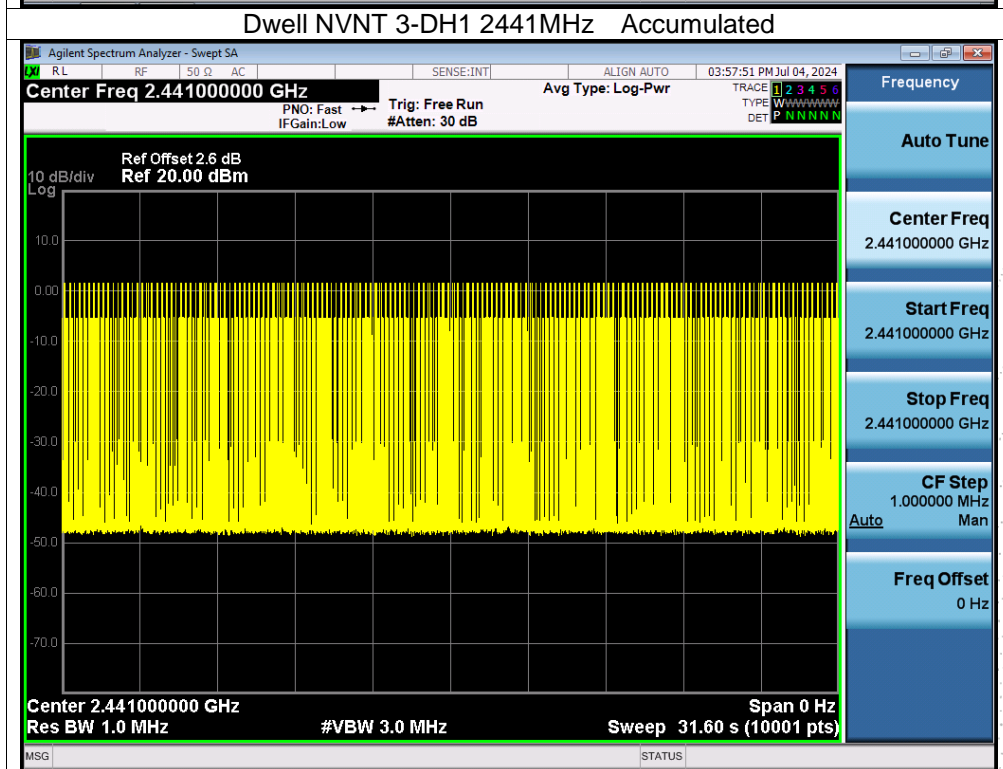 Dwell NVNT 3-DH1 2441MHz Accumulated
Agilent Spectrum Analyzer - Swept SA
LXI RL RF 50 Ω AC SENSE:INT ALIGN AUTO 03:57:51 PM Jul 04, 2024
Center Freq 2.441000000 GHz
PNO: Fast
IFGain:Low
Trig: Free Run
#Atten: 30 dB
Avg Type: Log-Pwr
TRACE 1 2 3 4 5 6
TYPE WWWWWWW
DET P N N N N N
Ref Offset 2.6 dB
10 dB/div Ref 20.00 dBm
Log
10.0
0.00
-10.0
-20.0
-30.0
-40.0
-50.0
-60.0
-70.0
Center 2.441000000 GHz Span 0 Hz
Res BW 1.0 MHz #VBW 3.0 MHz Sweep 31.60 s (10001 pts)
MSG STATUS
Frequency
Auto Tune
Center Freq
2.441000000 GHz
Start Freq
2.441000000 GHz
Stop Freq
2.441000000 GHz
CF Step
1.000000 MHz
Auto Man
Freq Offset
0 Hz